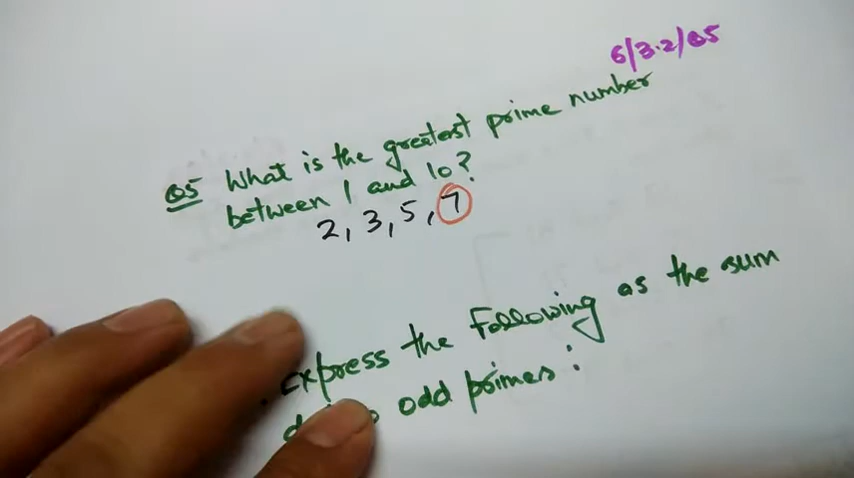 6/3.2/Q5
Q5 What is the greatest prime number
between 1 and 10?
2, 3, 5, 7
Express the following as the sum
odd primes: